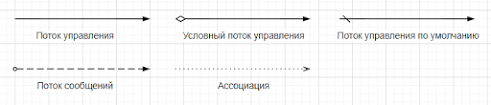 Поток управления
Условный поток управления
Поток управления по умолчанию
Поток сообщений
Ассоциация